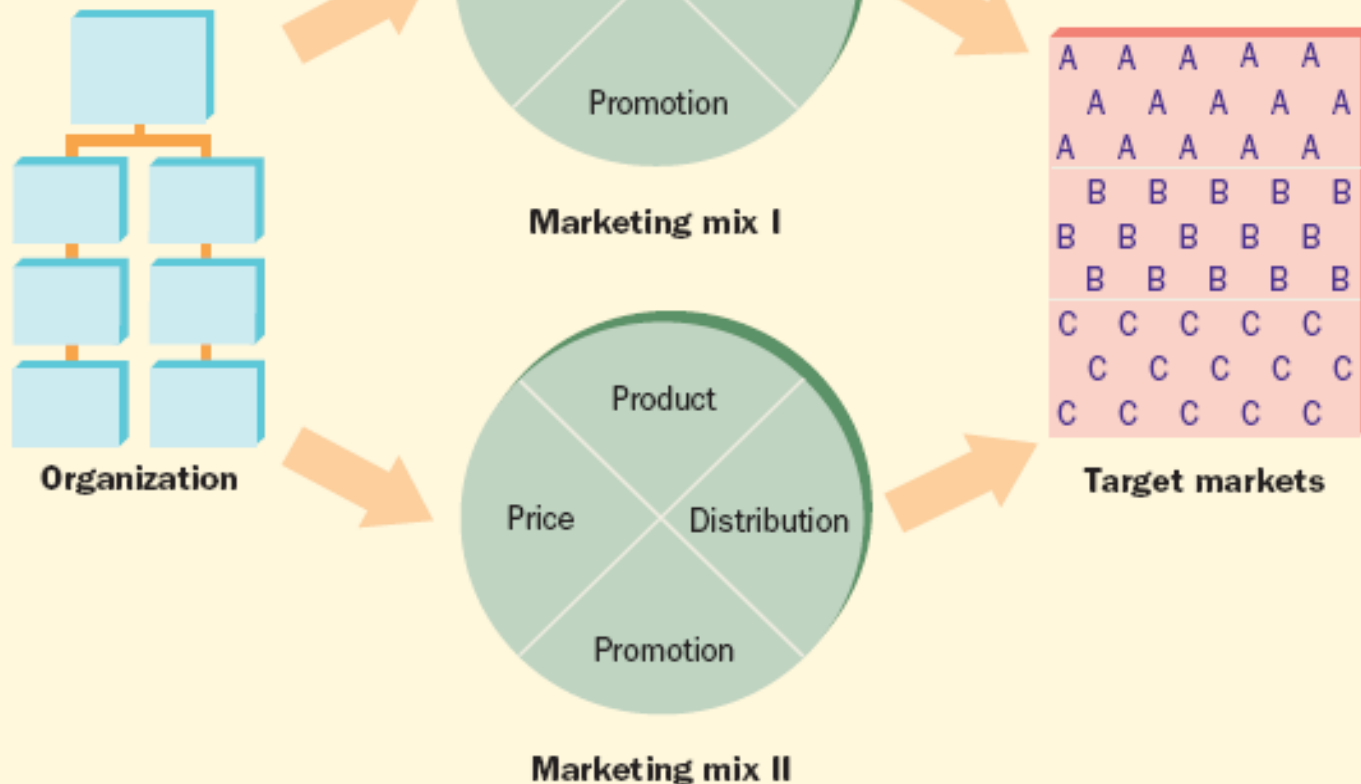 Promotion
Marketing mix I
Product
Price
Distribution
Promotion
Marketing mix II
Organization
A A A A A
A A A A A
A A A A A
B B B B B
B B B B B
B B B B B
C C C C C
C C C C C
C C C C C
Target markets